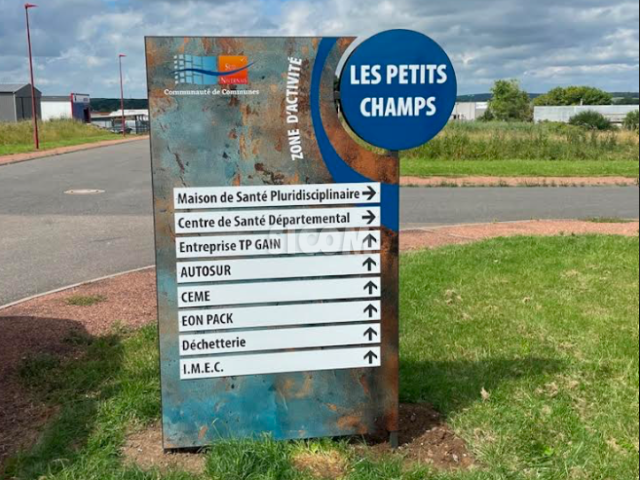 LES PETITS
CHAMPS
ZONE D'ACTIVITÉ
Communauté de Communes
Maison de Santé Pluridisciplinaire →
Centre de Santé Départemental →
Entreprise TP GAIN ↑
AUTOSUR ↑
CEME ↑
EON PACK ↑
Déchetterie ↑
I.M.E.C. ↑